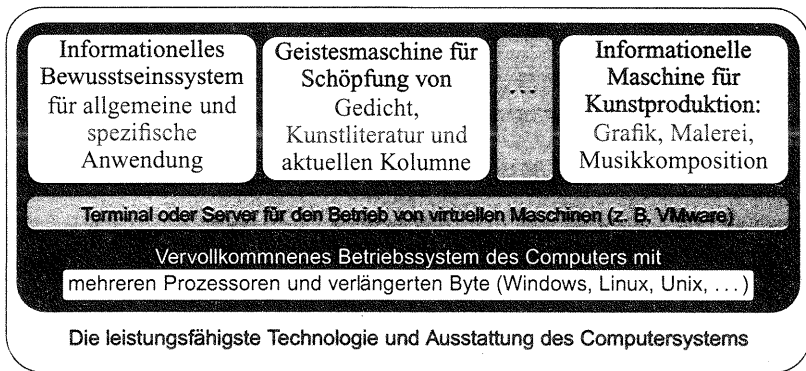 Informationelles
Bewusstseinssystem
für allgemeine und
spezifische
Anwendung
Geistesmaschine für
Schöpfung von
Gedicht,
Kunstliteratur und
aktuellen Kolumne
...
Informationelle
Maschine für
Kunstproduktion:
Grafik, Malerei,
Musikkomposition
Terminal oder Server für den Betrieb von virtuellen Maschinen (z. B. VMware)
Vervollkommnenes Betriebssystem des Computers mit
mehreren Prozessoren und verlängerten Byte (Windows, Linux, Unix, . . . )
Die leistungsfähigste Technologie und Ausstattung des Computersystems